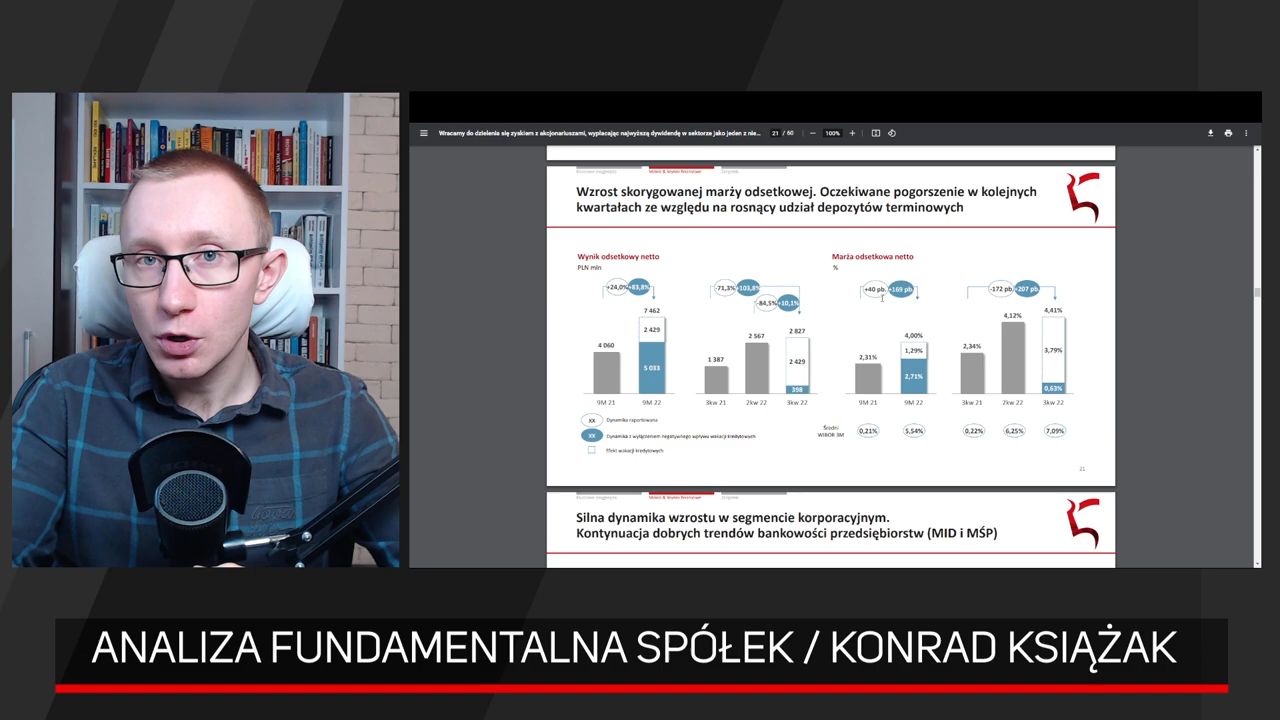 Wracamy do dzielenia się zyskiem z akcjonariuszami, wypłacając najwyższą dywidendę w sektorze jako jeden z nie...
21 / 60
100%
Wzrost skorygowanej marży odsetkowej. Oczekiwane pogorszenie w kolejnych
kwartałach ze względu na rosnący udział depozytów terminowych
Wynik odsetkowy netto
PLN mln
+24,0% +83,8%
-71,3% +103,8%
-84,5% +10,1%
4 060
7 462
2 429
5 033
9M 21
9M 22
1 387
2 567
2 827
2 429
398
3kw 21
2kw 22
3kw 22
XX Dynamika raportowana
XX Dynamika z wyłączeniem negatywnego wpływu wakacji kredytowych
Efekt wakacji kredytowych
Marża odsetkowa netto
%
+40 pb. +169 pb.
-172 pb. +207 pb.
2,31%
4,00%
1,29%
2,71%
9M 21
9M 22
2,34%
4,12%
4,41%
3,79%
0,63%
3kw 21
2kw 22
3kw 22
Średni
WIBOR 3M
0,21%
5,54%
0,22%
6,25%
7,09%
21
Silna dynamika wzrostu w segmencie korporacyjnym.
Kontynuacja dobrych trendów bankowości przedsiębiorstw (MID i MŚP)
ANALIZA FUNDAMENTALNA SPÓŁEK / KONRAD KSIĄŻAK